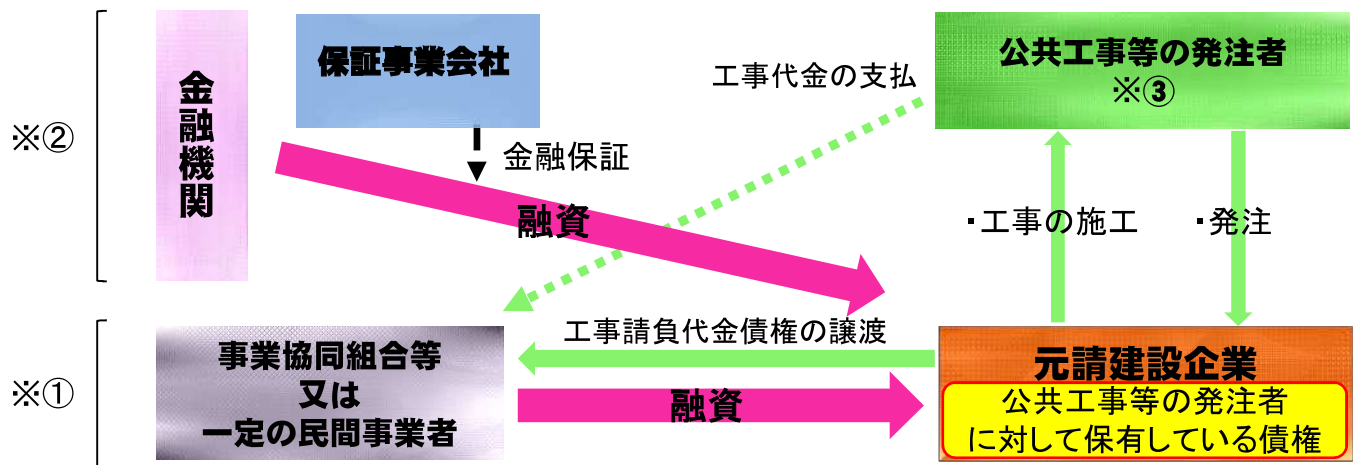 ※②
金融機関
保証事業会社
金融保証
融資
工事代金の支払
公共工事等の発注者
※③
・工事の施工
・発注
※①
事業協同組合等
又は
一定の民間事業者
工事請負代金債権の譲渡
融資
元請建設企業
公共工事等の発注者
に対して保有している債権